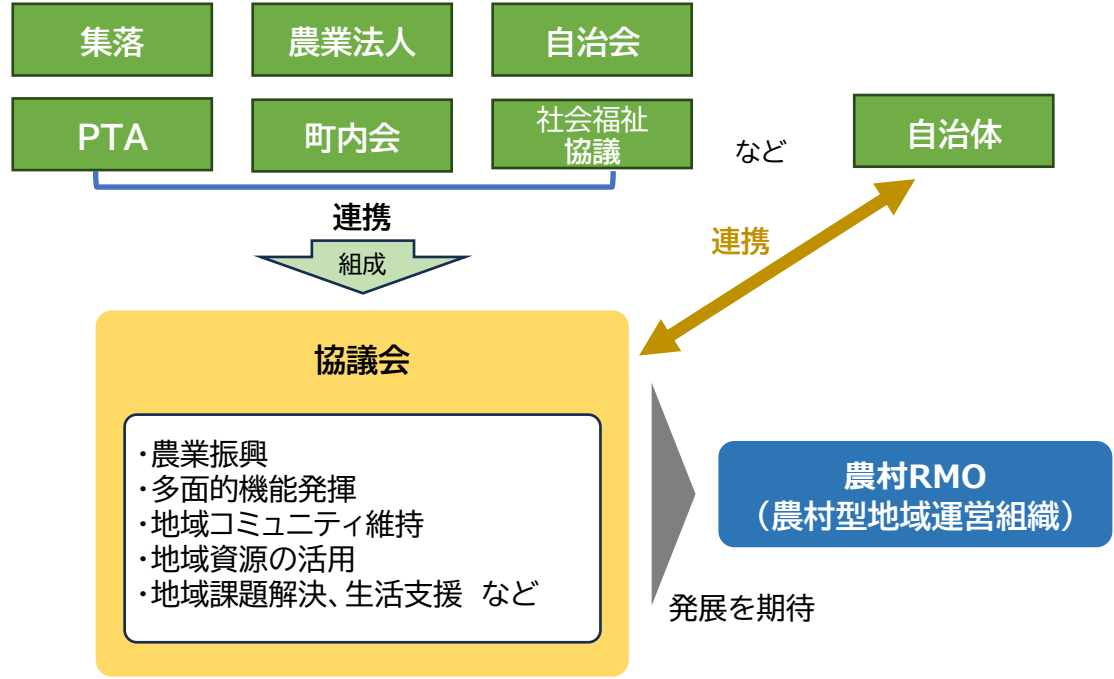 集落
農業法人
自治会
PTA
町内会
社会福祉
協議
など
自治体
連携
組成
連携
協議会
・農業振興
・多面的機能発揮
・地域コミュニティ維持
・地域資源の活用
・地域課題解決、生活支援　など
農村RMO
（農村型地域運営組織）
発展を期待